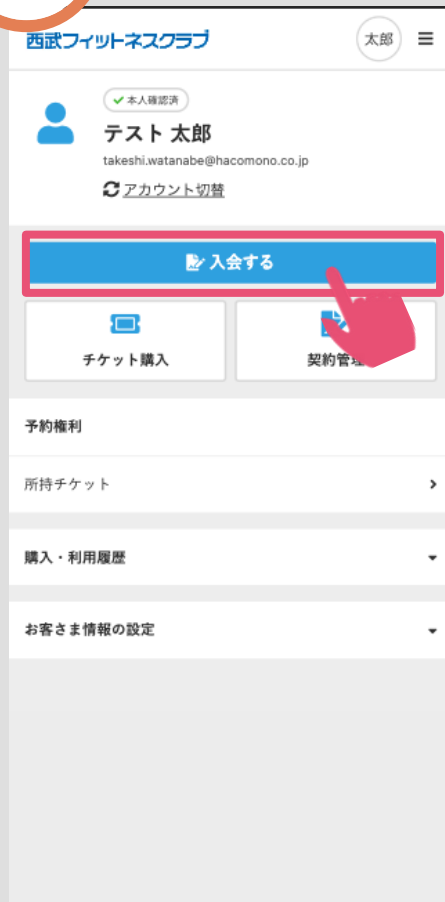 西武フィットネスクラブ
太郎
本人確認済
テスト 太郎
takeshi.watanabe@hacomono.co.jp
アカウント切替
入会する
チケット購入
契約管
予約権利
所持チケット
購入・利用履歴
お客さま情報の設定